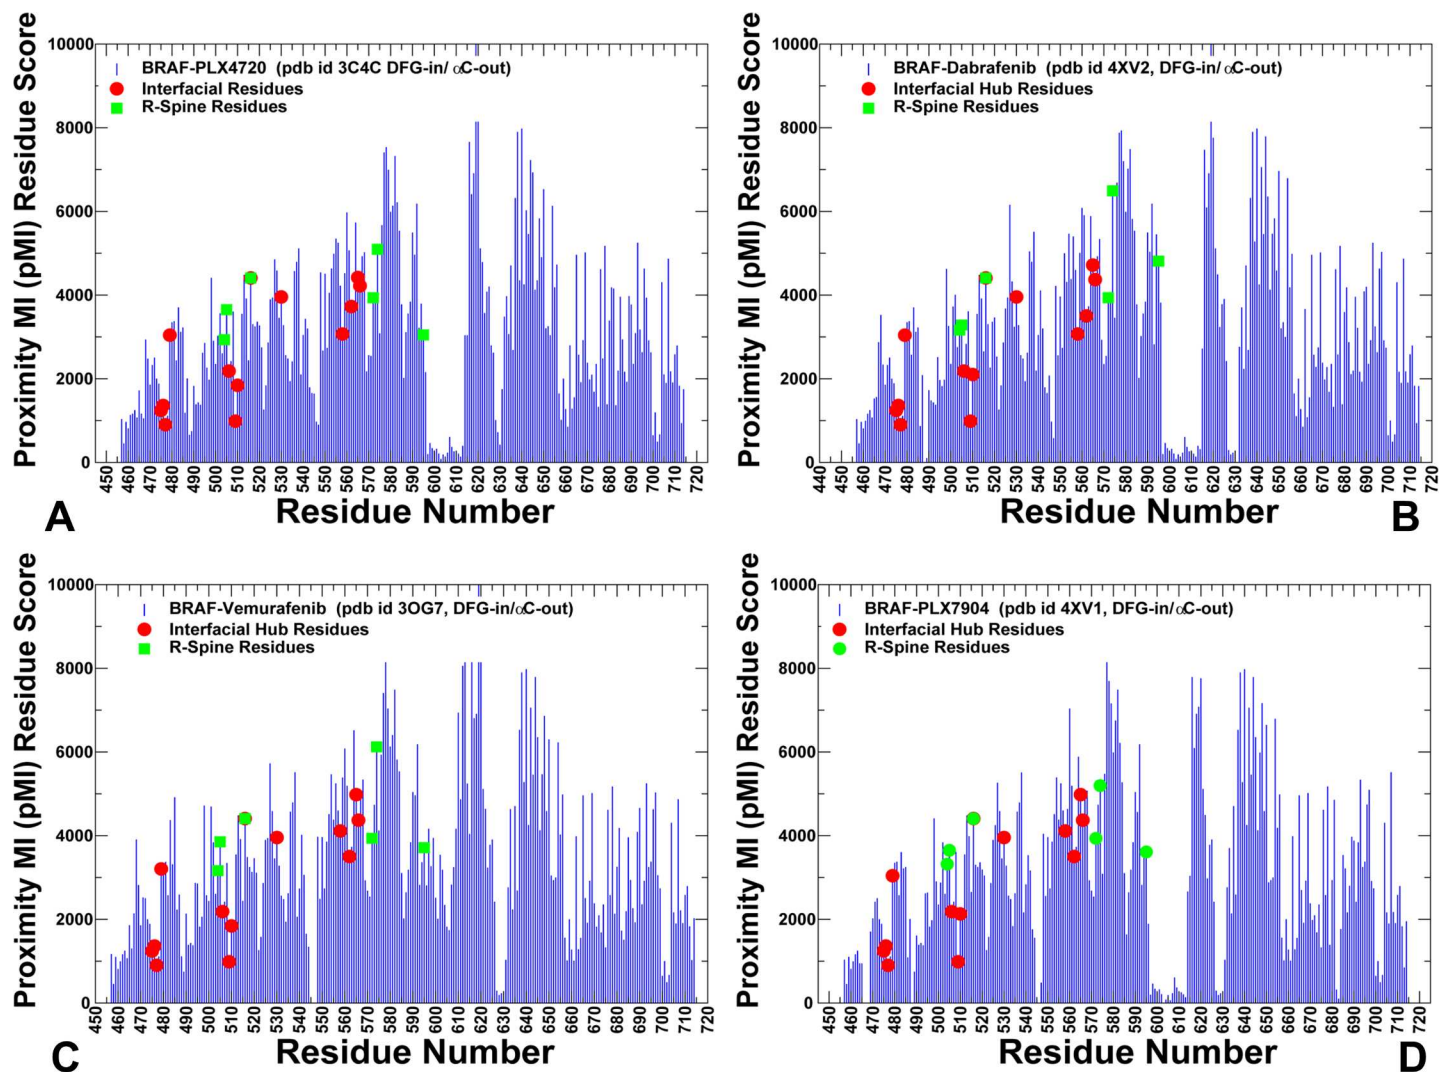 Proximity MI (pMI) Residue Score
10000
8000
6000
4000
2000
0
BRAF-PLX4720 (pdb id 3C4C DFG-in/ αC-out)
Interfacial Residues
R-Spine Residues
450 460 470 480 490 500 510 520 530 540 550 560 570 580 590 600 610 620 630 640 650 660 670 680 690 700 710 720
Residue Number
A
Proximity MI (pMI) Residue Score
10000
8000
6000
4000
2000
0
BRAF-Dabrafenib (pdb id 4XV2, DFG-in/ αC-out)
Interfacial Hub Residues
R-Spine Residues
440 450 460 470 480 490 500 510 520 530 540 550 560 570 580 590 600 610 620 630 640 650 660 670 680 690 700 710 720
Residue Number
B
Proximity MI (pMI) Residue Score
10000
8000
6000
4000
2000
0
BRAF-Vemurafenib (pdb id 3OG7, DFG-in/αC-out)
Interfacial Hub Residues
R-Spine Residues
450 460 470 480 490 500 510 520 530 540 550 560 570 580 590 600 610 620 630 640 650 660 670 680 690 700 710 720
Residue Number
C
Proximity MI (pMI) Residue Score
10000
8000
6000
4000
2000
0
BRAF-PLX7904 (pdb id 4XV1, DFG-in/αC-out)
Interfacial Hub Residues
R-Spine Residues
450 460 470 480 490 500 510 520 530 540 550 560 570 580 590 600 610 620 630 640 650 660 670 680 690 700 710 720
Residue Number
D